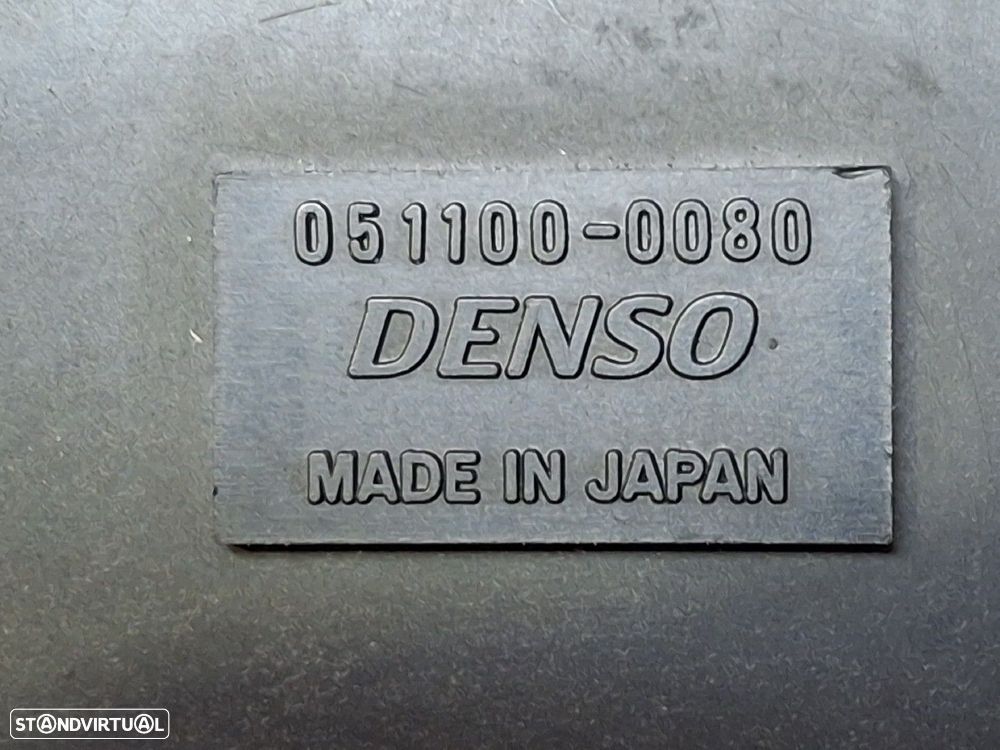 051100-0080
DENSO
MADE IN JAPAN
STANDVIRTUAL